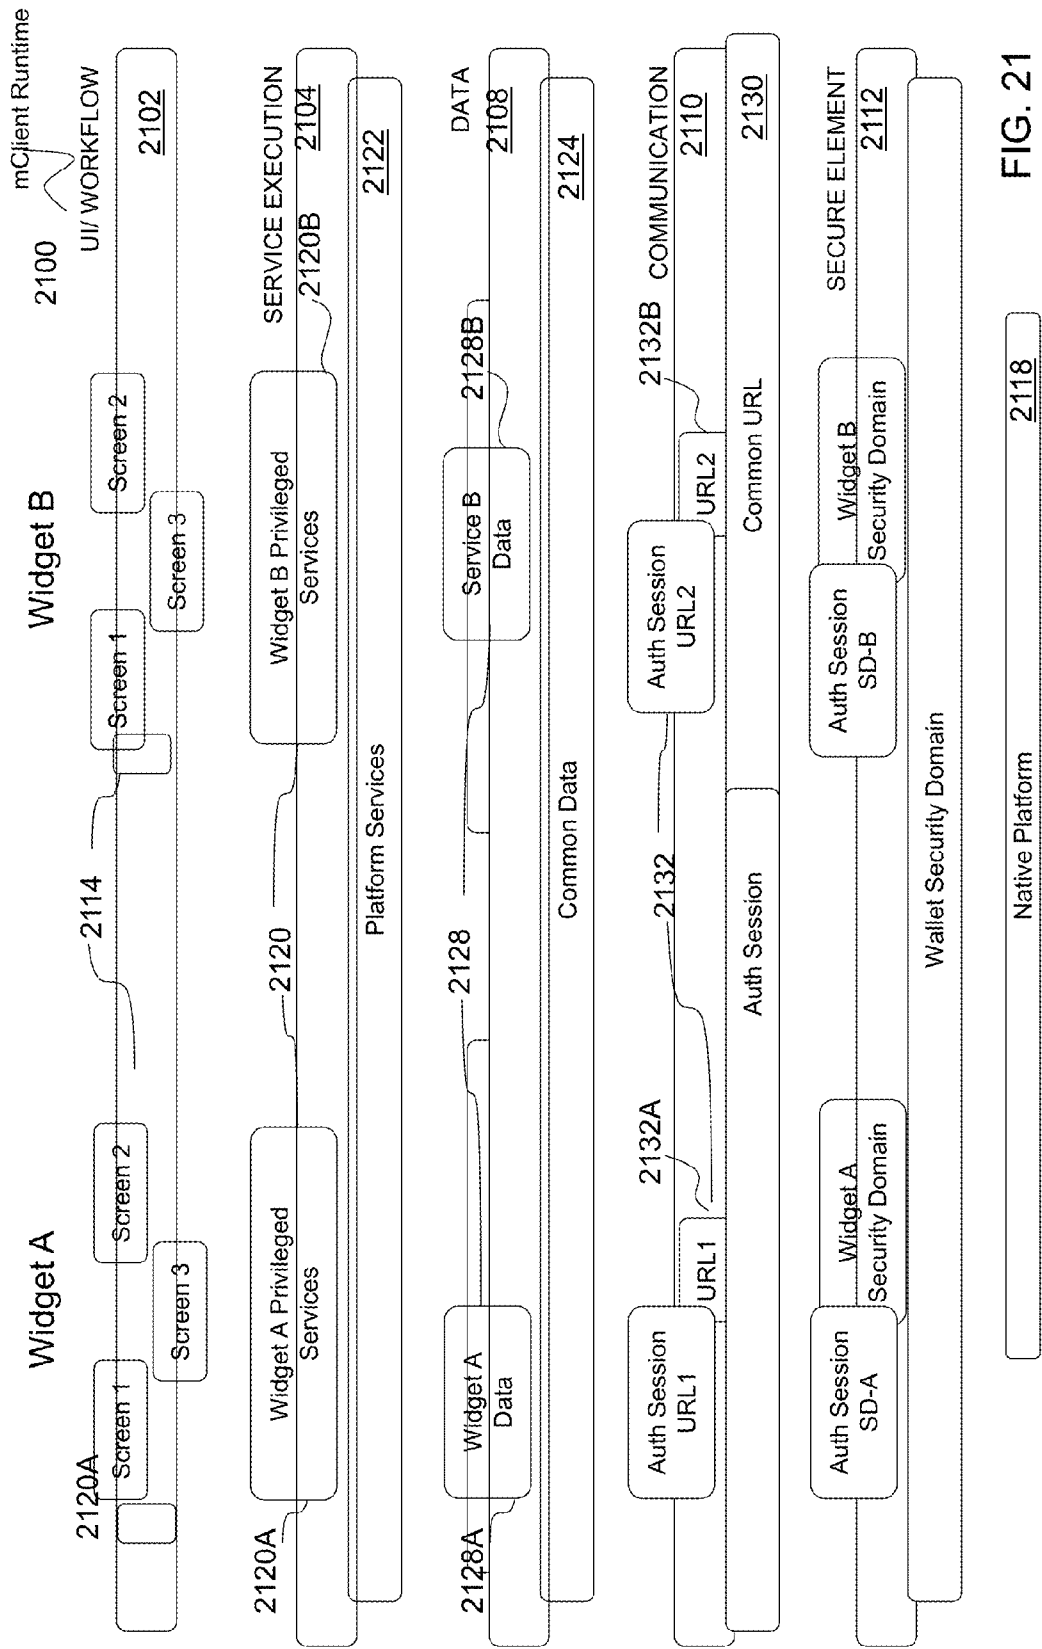 mClient Runtime
2100
Widget A
Widget B
UI/ WORKFLOW
2102
2120A
Screen 1
Screen 2
Screen 3
2114
Screen 1
Screen 2
Screen 3
SERVICE EXECUTION
2104
2120A
Widget A Privileged
Services
2120
Widget B Privileged
Services
2120B
Platform Services
2122
DATA
2108
2128A
Widget A
Data
2128
Service B
Data
2128B
Common Data
2124
COMMUNICATION
2110
Auth Session
URL1
URL1
2132A
2132
Auth Session
URL2
URL2
2132B
Auth Session
Common URL
2130
SECURE ELEMENT
2112
Auth Session
SD-A
Widget A
Security Domain
Auth Session
SD-B
Widget B
Security Domain
Wallet Security Domain
Native Platform
2118
FIG. 21